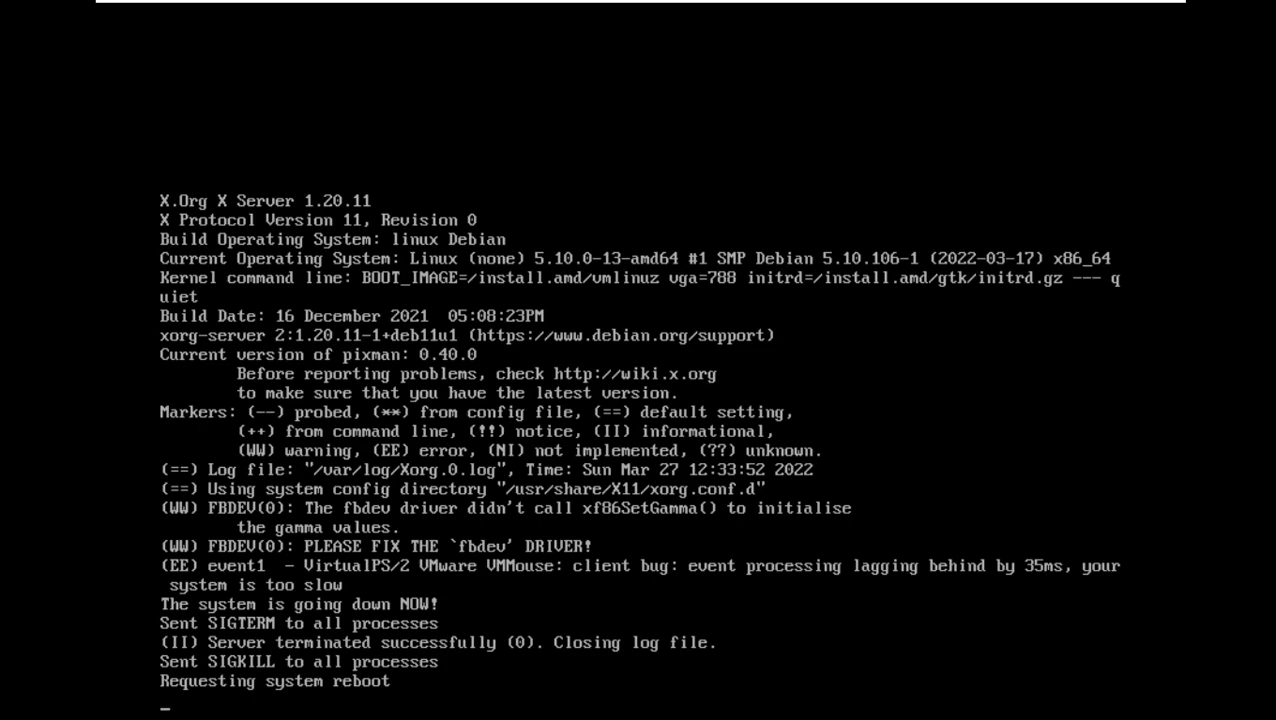 X.Org X Server 1.20.11
X Protocol Version 11, Revision 0
Build Operating System: linux Debian
Current Operating System: Linux (none) 5.10.0-13-amd64 #1 SMP Debian 5.10.106-1 (2022-03-17) x86_64
Kernel command line: BOOT_IMAGE=/install.amd/vmlinuz vga=788 initrd=/install.amd/gtk/initrd.gz --- q
uiet
Build Date: 16 December 2021  05:08:23PM
xorg-server 2:1.20.11-1+deb11u1 (https://www.debian.org/support)
Current version of pixman: 0.40.0
        Before reporting problems, check http://wiki.x.org
        to make sure that you have the latest version.
Markers: (--) probed, (**) from config file, (==) default setting,
        (++) from command line, (!!) notice, (II) informational,
        (WW) warning, (EE) error, (NI) not implemented, (??) unknown.
(==) Log file: "/var/log/Xorg.0.log", Time: Sun Mar 27 12:33:52 2022
(==) Using system config directory "/usr/share/X11/xorg.conf.d"
(WW) FBDEV(0): The fbdev driver didn't call xf86SetGamma() to initialise
        the gamma values.
(WW) FBDEV(0): PLEASE FIX THE `fbdev' DRIVER!
(EE) event1  - VirtualPS/2 VMware VMMouse: client bug: event processing lagging behind by 35ms, your
 system is too slow
The system is going down NOW!
Sent SIGTERM to all processes
(II) Server terminated successfully (0). Closing log file.
Sent SIGKILL to all processes
Requesting system reboot
_